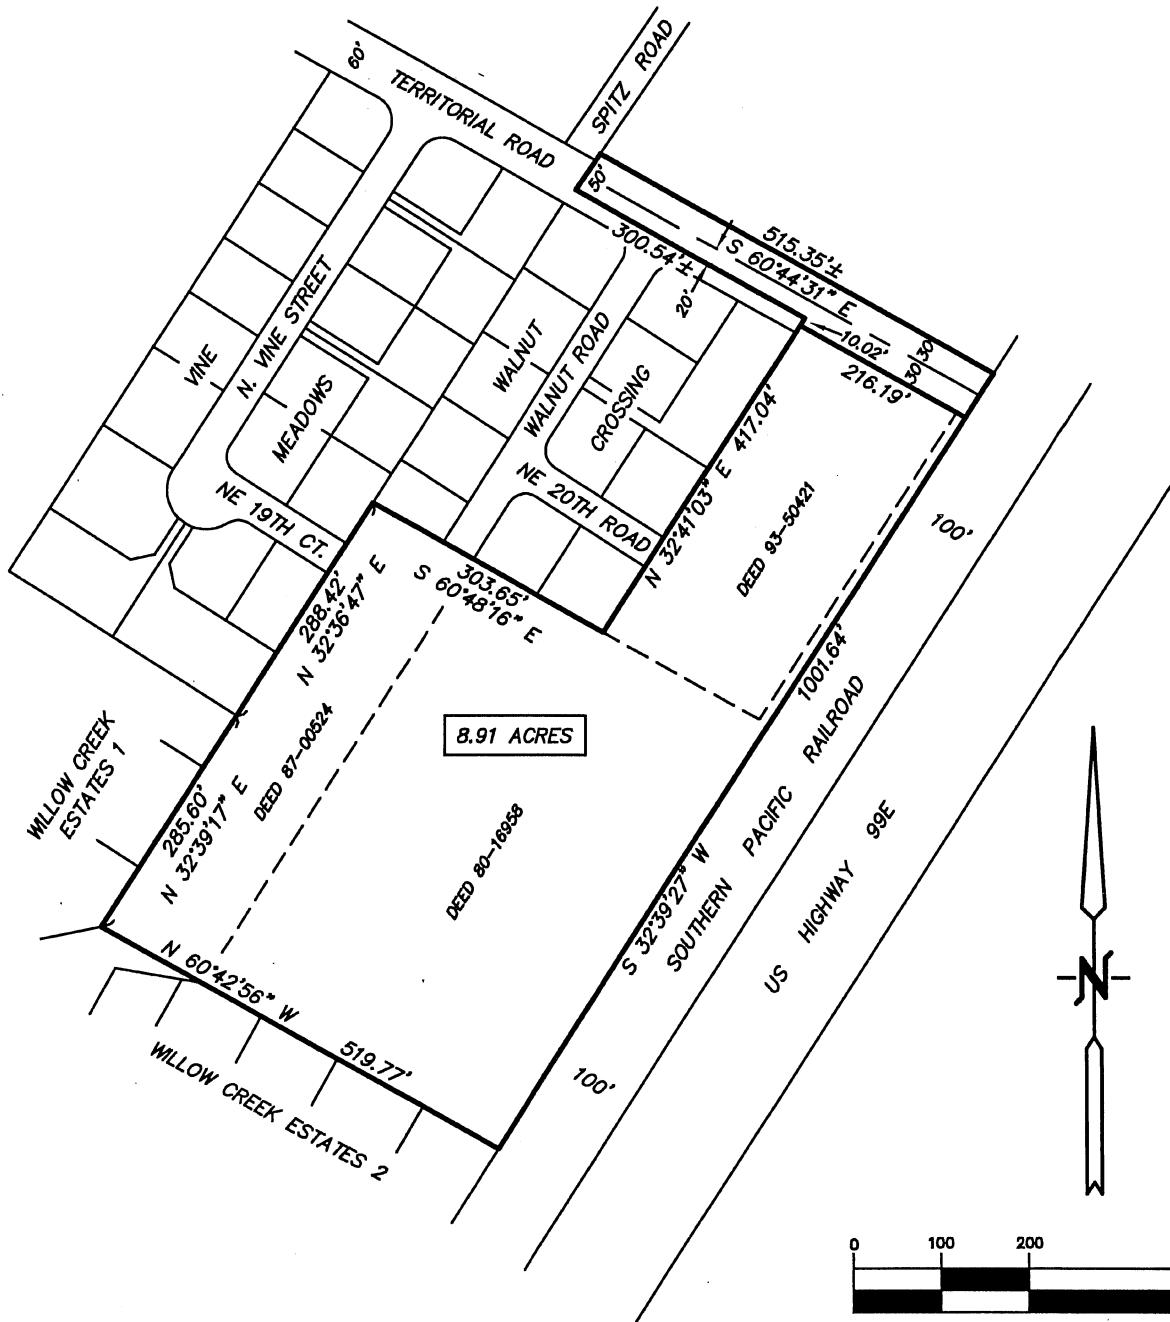 60'
TERRITORIAL ROAD
SPITZ ROAD
50'
515.35'±
S 60°44'31" E
300.54'±
20'
10.02'
30
30
216.19'
N. VINE STREET
VINE
MEADOWS
WALNUT
WALNUT ROAD
CROSSING
NE 19TH CT.
NE 20TH ROAD
N 32°41'03" E 417.04'
DEED 93-50421
100'
303.65'
S 60°48'16" E
288.42'
N 32°36'47" E
1001.64'
S 32°39'27" W
SOUTHERN PACIFIC RAILROAD
US HIGHWAY 99E
8.91 ACRES
DEED 87-00524
DEED 80-16958
WILLOW CREEK
ESTATES 1
285.60'
N 32°39'17" E
N 60°42'56" W
519.77'
WILLOW CREEK ESTATES 2
100'
N
0 100 200